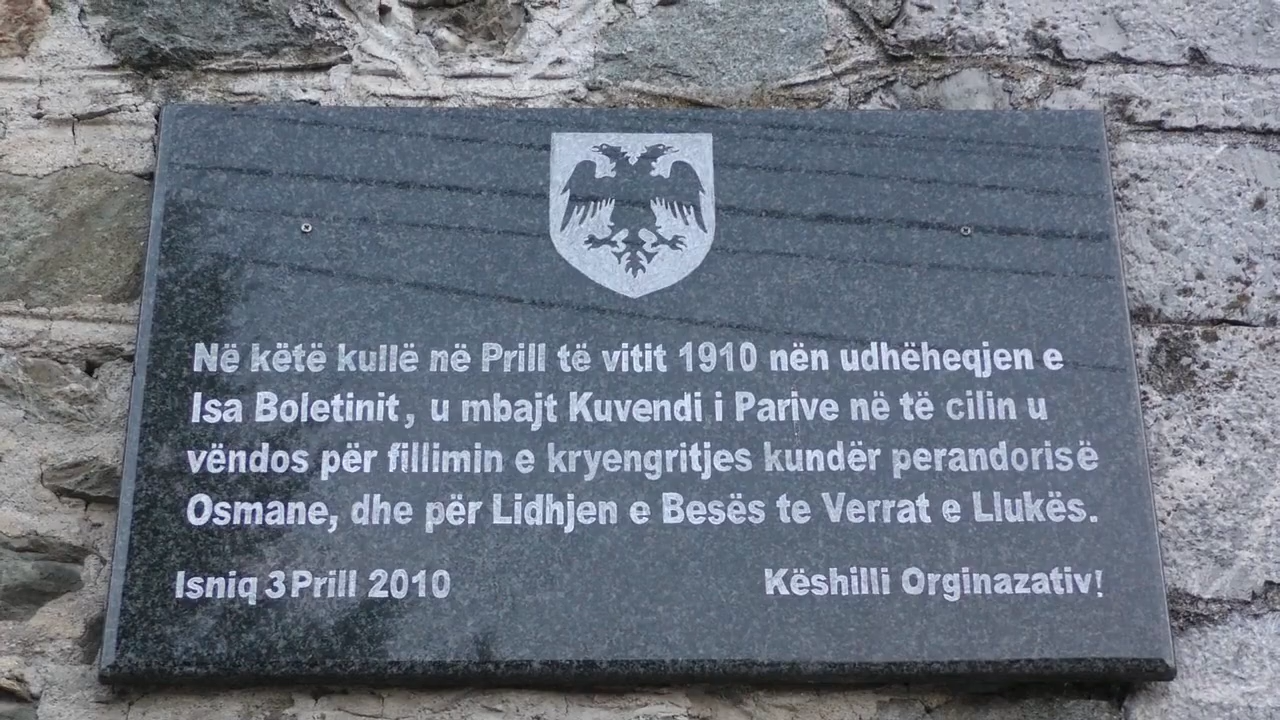 Në këtë kullë në Prill të vitit 1910 nën udhëheqjen e
Isa Boletinit, u mbajt Kuvendi i Parive në të cilin u
vëndos për fillimin e kryengritjes kundër perandorisë
Osmane, dhe për Lidhjen e Besës te Verrat e Llukës.
Isniq 3 Prill 2010 Këshilli Orginazativ!